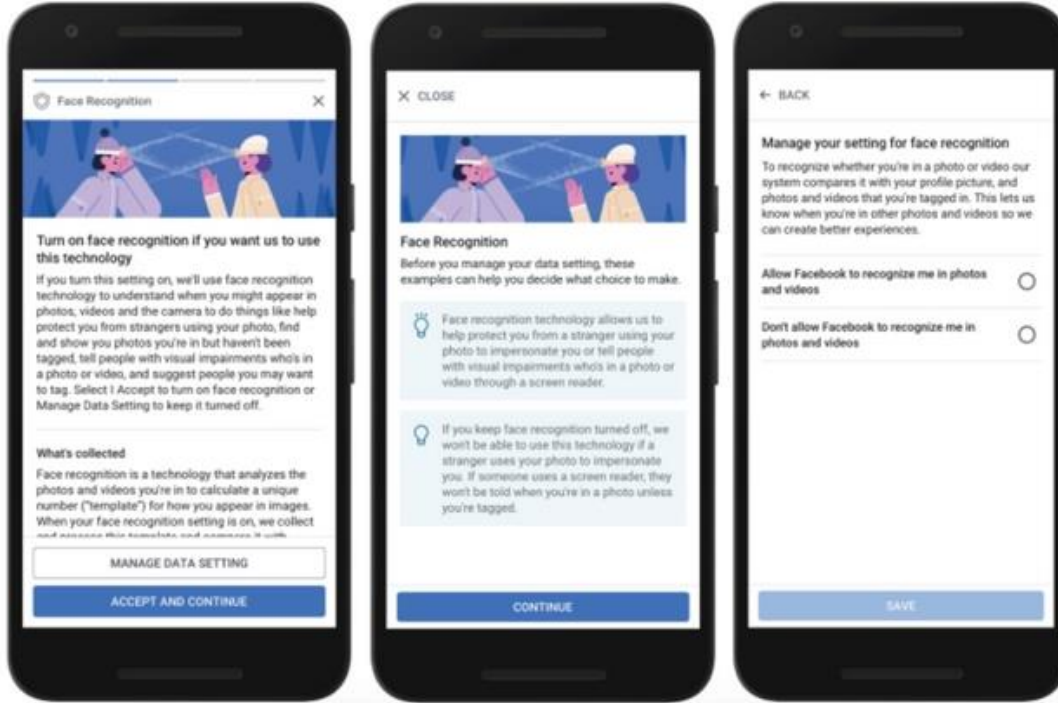 Face Recognition
Turn on face recognition if you want us to use
this technology
If you turn this setting on, we'll use face recognition
technology to understand when you might appear in
photos, videos and the camera to do things like help
protect you from strangers using your photo, find
and show you photos you're in but haven't been
tagged, tell people with visual impairments who's in
a photo or video, and suggest people you may want
to tag. Select I Accept to turn on face recognition or
Manage Data Setting to keep it turned off.
What's collected
Face recognition is a technology that analyzes the
photos and videos you're in to calculate a unique
number ("template") for how you appear in images.
When your face recognition setting is on, we collect
and process this template and compare it with
MANAGE DATA SETTING
ACCEPT AND CONTINUE
CLOSE
Face Recognition
Before you manage your data setting, these
examples can help you decide what choice to make.
Face recognition technology allows us to
help protect you from a stranger using your
photo to impersonate you or tell people
with visual impairments who's in a photo or
video through a screen reader.
If you keep face recognition turned off, we
won't be able to use this technology if a
stranger uses your photo to impersonate
you. If someone uses a screen reader, they
won't be told when you're in a photo unless
you're tagged.
CONTINUE
BACK
Manage your setting for face recognition
To recognize whether you're in a photo or video our
system compares it with your profile picture, and
photos and videos that you're tagged in. This lets us
know when you're in other photos and videos so we
can create better experiences.
Allow Facebook to recognize me in photos
and videos
Don't allow Facebook to recognize me in
photos and videos
SAVE